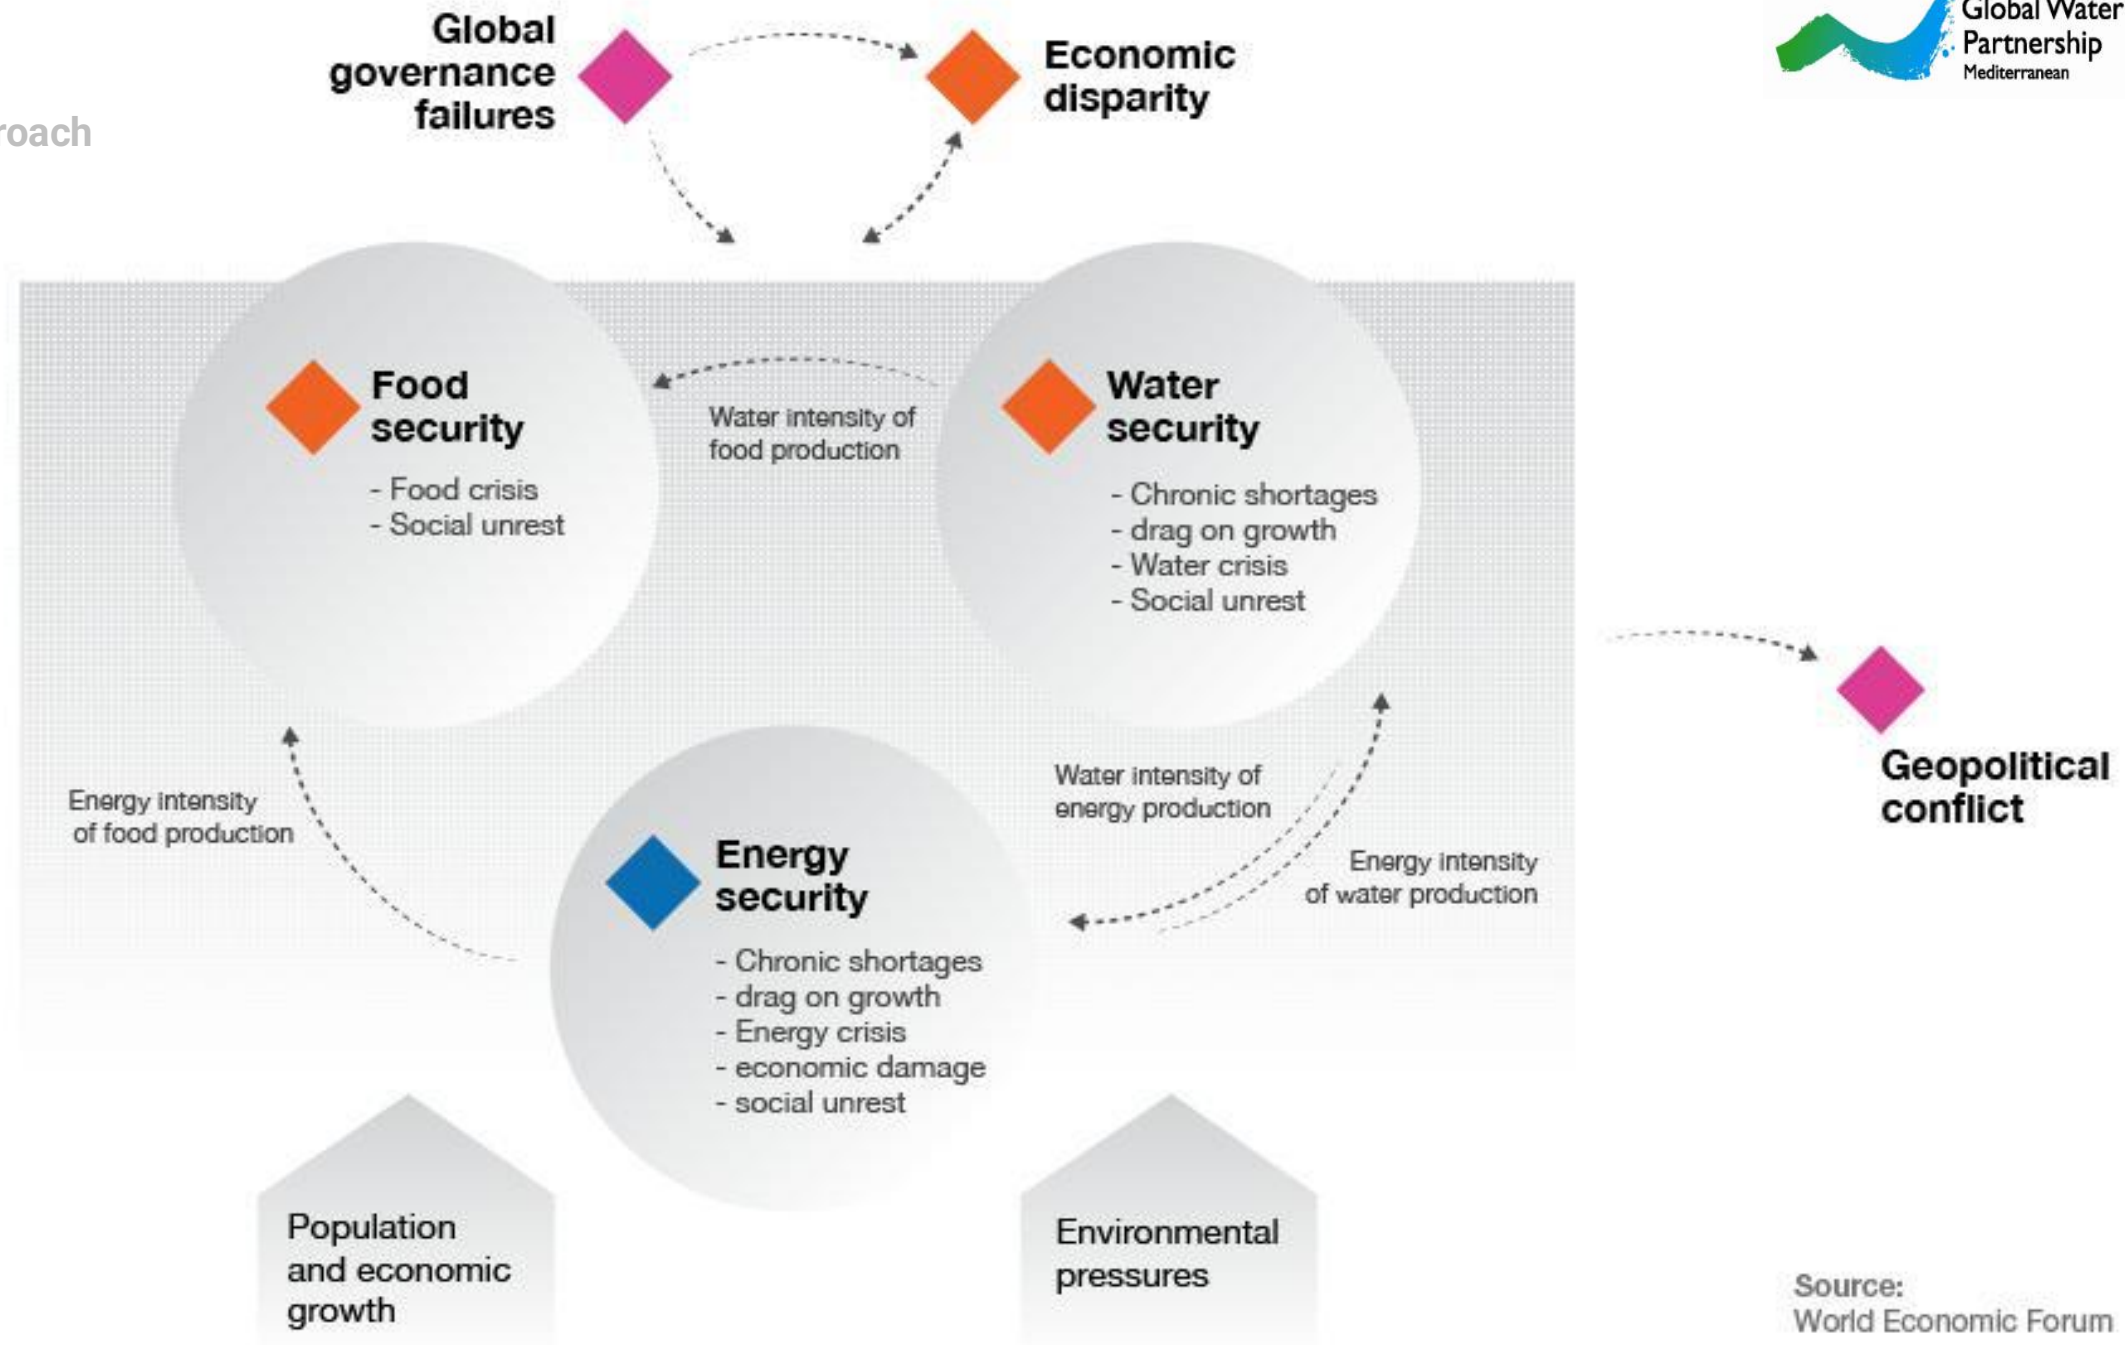 Global
governance
failures
Economic
disparity
Global Water
Partnership
Mediterranean
roach
Food
security
- Food crisis
- Social unrest
Water intensity of
food production
Water
security
- Chronic shortages
- drag on growth
- Water crisis
- Social unrest
Geopolitical
conflict
Energy intensity
of food production
Water intensity of
energy production
Energy intensity
of water production
Energy
security
- Chronic shortages
- drag on growth
- Energy crisis
- economic damage
- social unrest
Population
and economic
growth
Environmental
pressures
Source:
World Economic Forum